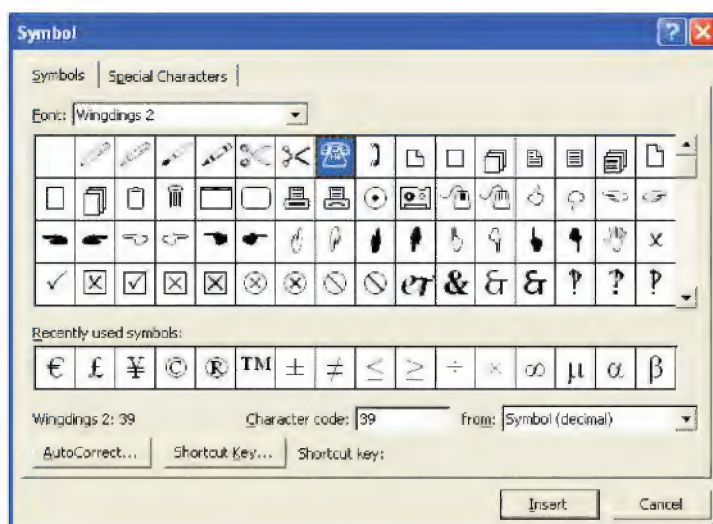 Symbol
Symbols Special Characters
Font: Wingdings 2
Recently used symbols:
€ £ ¥ © ® ™ ± ≠ ≤ ≥ ÷ × ∞ µ α β
Wingdings 2: 39 Character code: 39 from: Symbol (decimal)
AutoCorrect... Shortcut Key... Shortcut key:
Insert Cancel